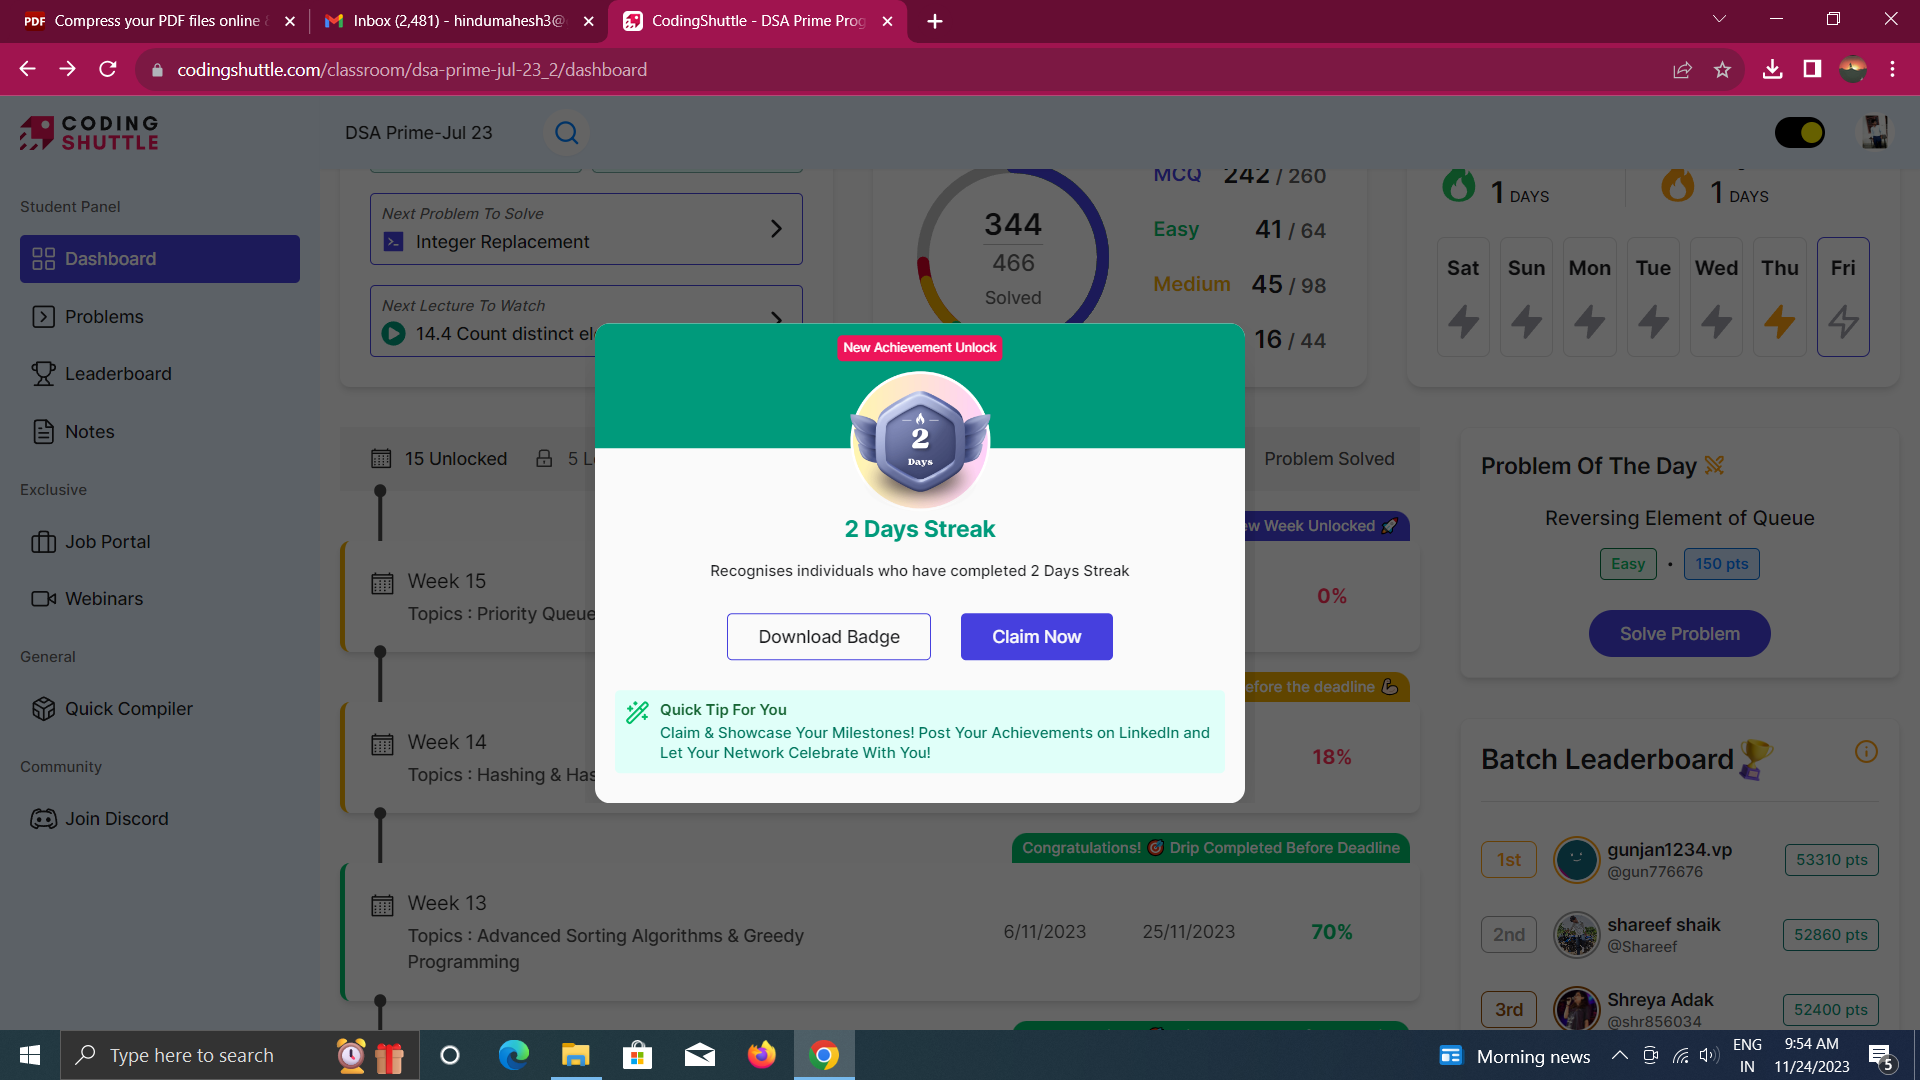 Compress your PDF files online
Inbox (2,481) - hindumahesh3@
CodingShuttle - DSA Prime Prog
codingshuttle.com/classroom/dsa-prime-jul-23_2/dashboard
CODING
SHUTTLE
DSA Prime-Jul 23
Student Panel
Dashboard
Problems
Leaderboard
Notes
Exclusive
Job Portal
Webinars
General
Quick Compiler
Community
Join Discord
Next Problem To Solve
Integer Replacement
Next Lecture To Watch
14.4 Count distinct el
344
466
Solved
MCQ 242 / 260
Easy 41 / 64
Medium 45 / 98
16 / 44
1 DAYS
1 DAYS
Sat Sun Mon Tue Wed Thu Fri
15 Unlocked
5 L
Problem Solved
New Achievement Unlock
2
Days
2 Days Streak
Recognises individuals who have completed 2 Days Streak
Download Badge
Claim Now
Quick Tip For You
Claim & Showcase Your Milestones! Post Your Achievements on LinkedIn and
Let Your Network Celebrate With You!
ew Week Unlocked
Week 15
Topics : Priority Queue
0%
efore the deadline
Week 14
Topics : Hashing & Has
18%
Congratulations! Drip Completed Before Deadline
Week 13
Topics : Advanced Sorting Algorithms & Greedy
Programming
6/11/2023
25/11/2023
70%
Problem Of The Day
Reversing Element of Queue
Easy • 150 pts
Solve Problem
Batch Leaderboard
1st
gunjan1234.vp
@gun776676
53310 pts
2nd
shareef shaik
@Shareef
52860 pts
3rd
Shreya Adak
@shr856034
52400 pts
Type here to search
Morning news
ENG
IN
9:54 AM
11/24/2023
5